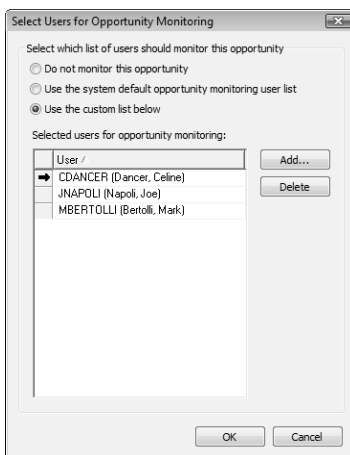 Select Users for Opportunity Monitoring
Select which list of users should monitor this opportunity
Do not monitor this opportunity
Use the system default opportunity monitoring user list
Use the custom list below
Selected users for opportunity monitoring:
User
Add...
CDANCER (Dancer, Celine)
JNAPOLI (Napoli, Joe)
Delete
MBERTOLLI (Bertolli, Mark)
OK
Cancel